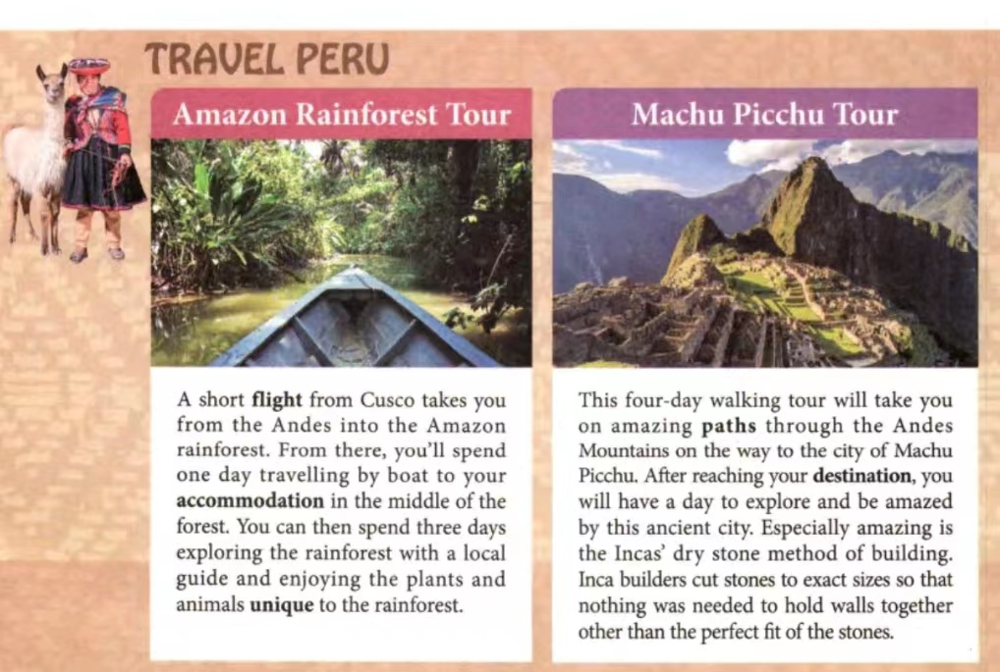 TRAVEL PERU
Amazon Rainforest Tour
A short flight from Cusco takes you
from the Andes into the Amazon
rainforest. From there, you'll spend
one day travelling by boat to your
accommodation in the middle of the
forest. You can then spend three days
exploring the rainforest with a local
guide and enjoying the plants and
animals unique to the rainforest.
Machu Picchu Tour
This four-day walking tour will take you
on amazing paths through the Andes
Mountains on the way to the city of Machu
Picchu. After reaching your destination, you
will have a day to explore and be amazed
by this ancient city. Especially amazing is
the Incas' dry stone method of building.
Inca builders cut stones to exact sizes so that
nothing was needed to hold walls together
other than the perfect fit of the stones.